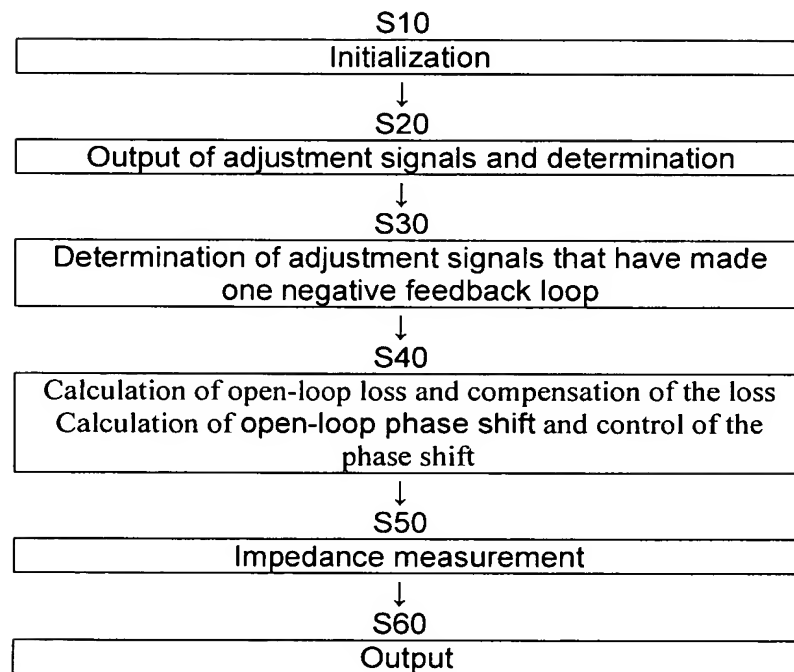 S10
Initialization
↓
S20
Output of adjustment signals and determination
↓
S30
Determination of adjustment signals that have made
one negative feedback loop
↓
S40
Calculation of open-loop loss and compensation of the loss
Calculation of open-loop phase shift and control of the
phase shift
↓
S50
Impedance measurement
↓
S60
Output